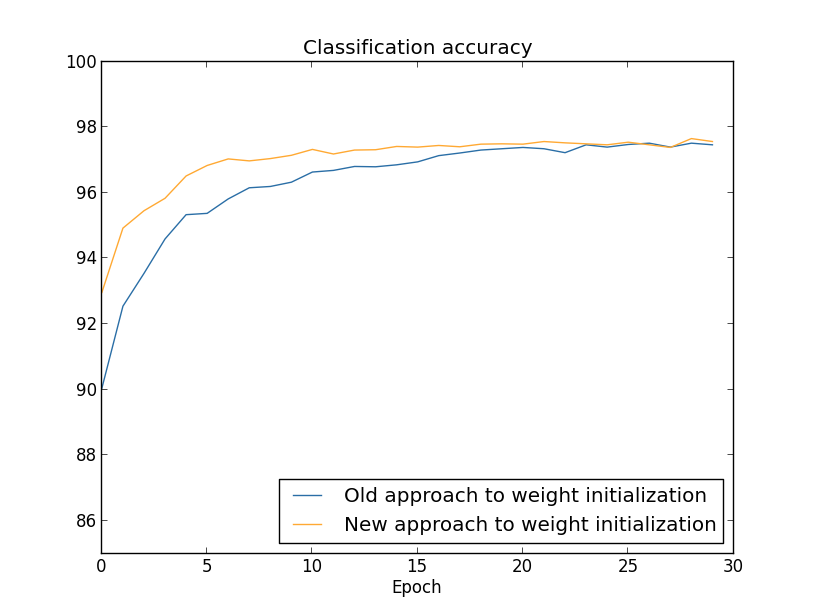 Classification accuracy
100
98
96
94
92
90
88
86
Old approach to weight initialization
New approach to weight initialization
0 5 10 15 20 25 30
Epoch